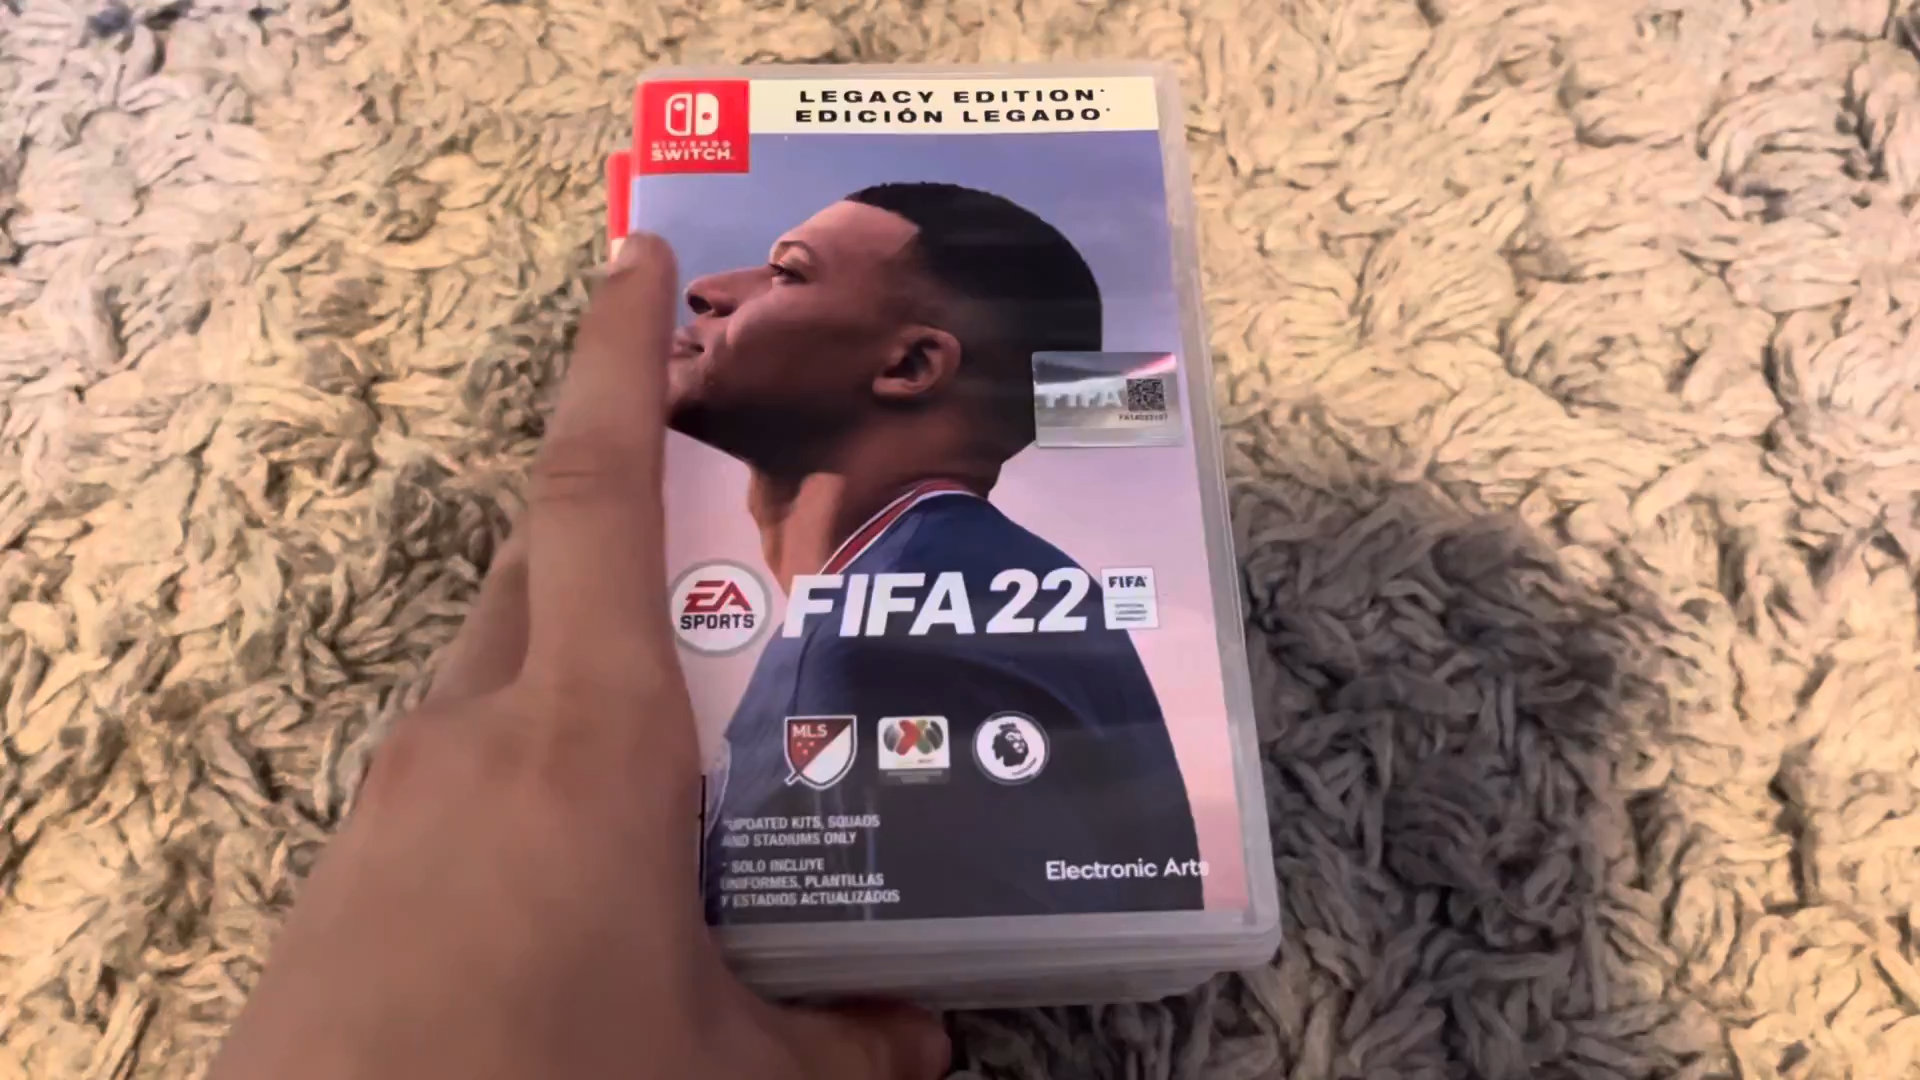 LEGACY EDITION*
EDICIÓN LEGADO*
NINTENDO
SWITCH
FIFA
EA
SPORTS
FIFA 22
FIFA
MLS
*UPDATED KITS, SQUADS
AND STADIUMS ONLY
* SOLO INCLUYE
UNIFORMES, PLANTILLAS
Y ESTADIOS ACTUALIZADOS
Electronic Arts